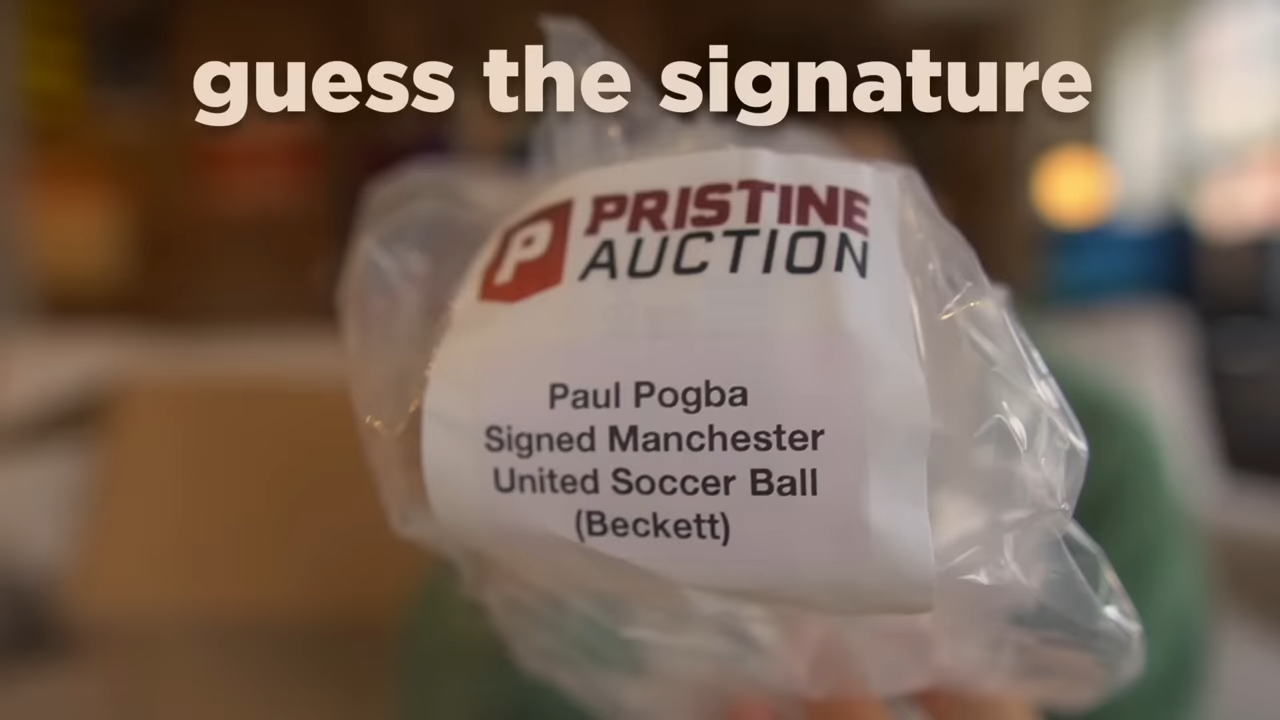 guess the signature
P PRISTINE
AUCTION
Paul Pogba
Signed Manchester
United Soccer Ball
(Beckett)